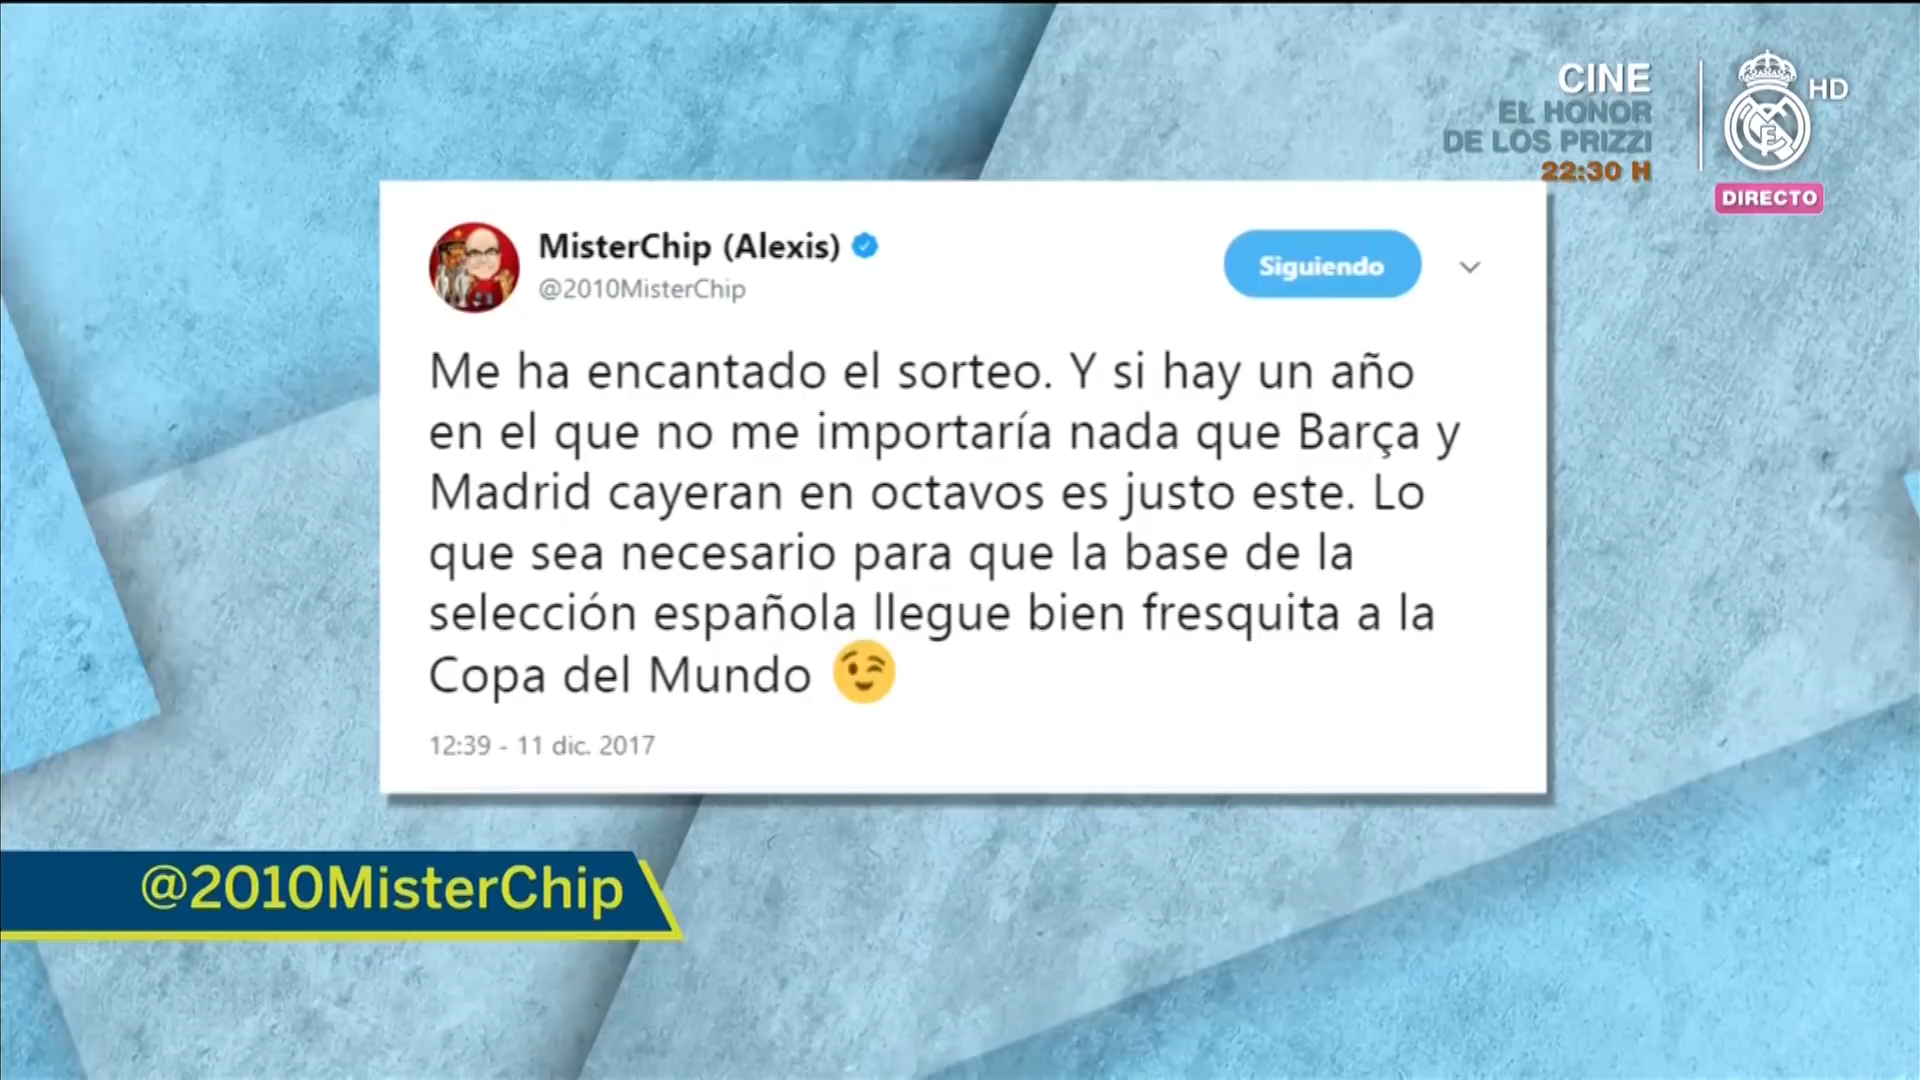 CINE
EL HONOR
DE LOS PRIZZI
22:30 H
HD
DIRECTO
MisterChip (Alexis)
@2010MisterChip
Siguiendo
Me ha encantado el sorteo. Y si hay un año
en el que no me importaría nada que Barça y
Madrid cayeran en octavos es justo este. Lo
que sea necesario para que la base de la
selección española llegue bien fresquita a la
Copa del Mundo 😉
12:39 - 11 dic. 2017
@2010MisterChip